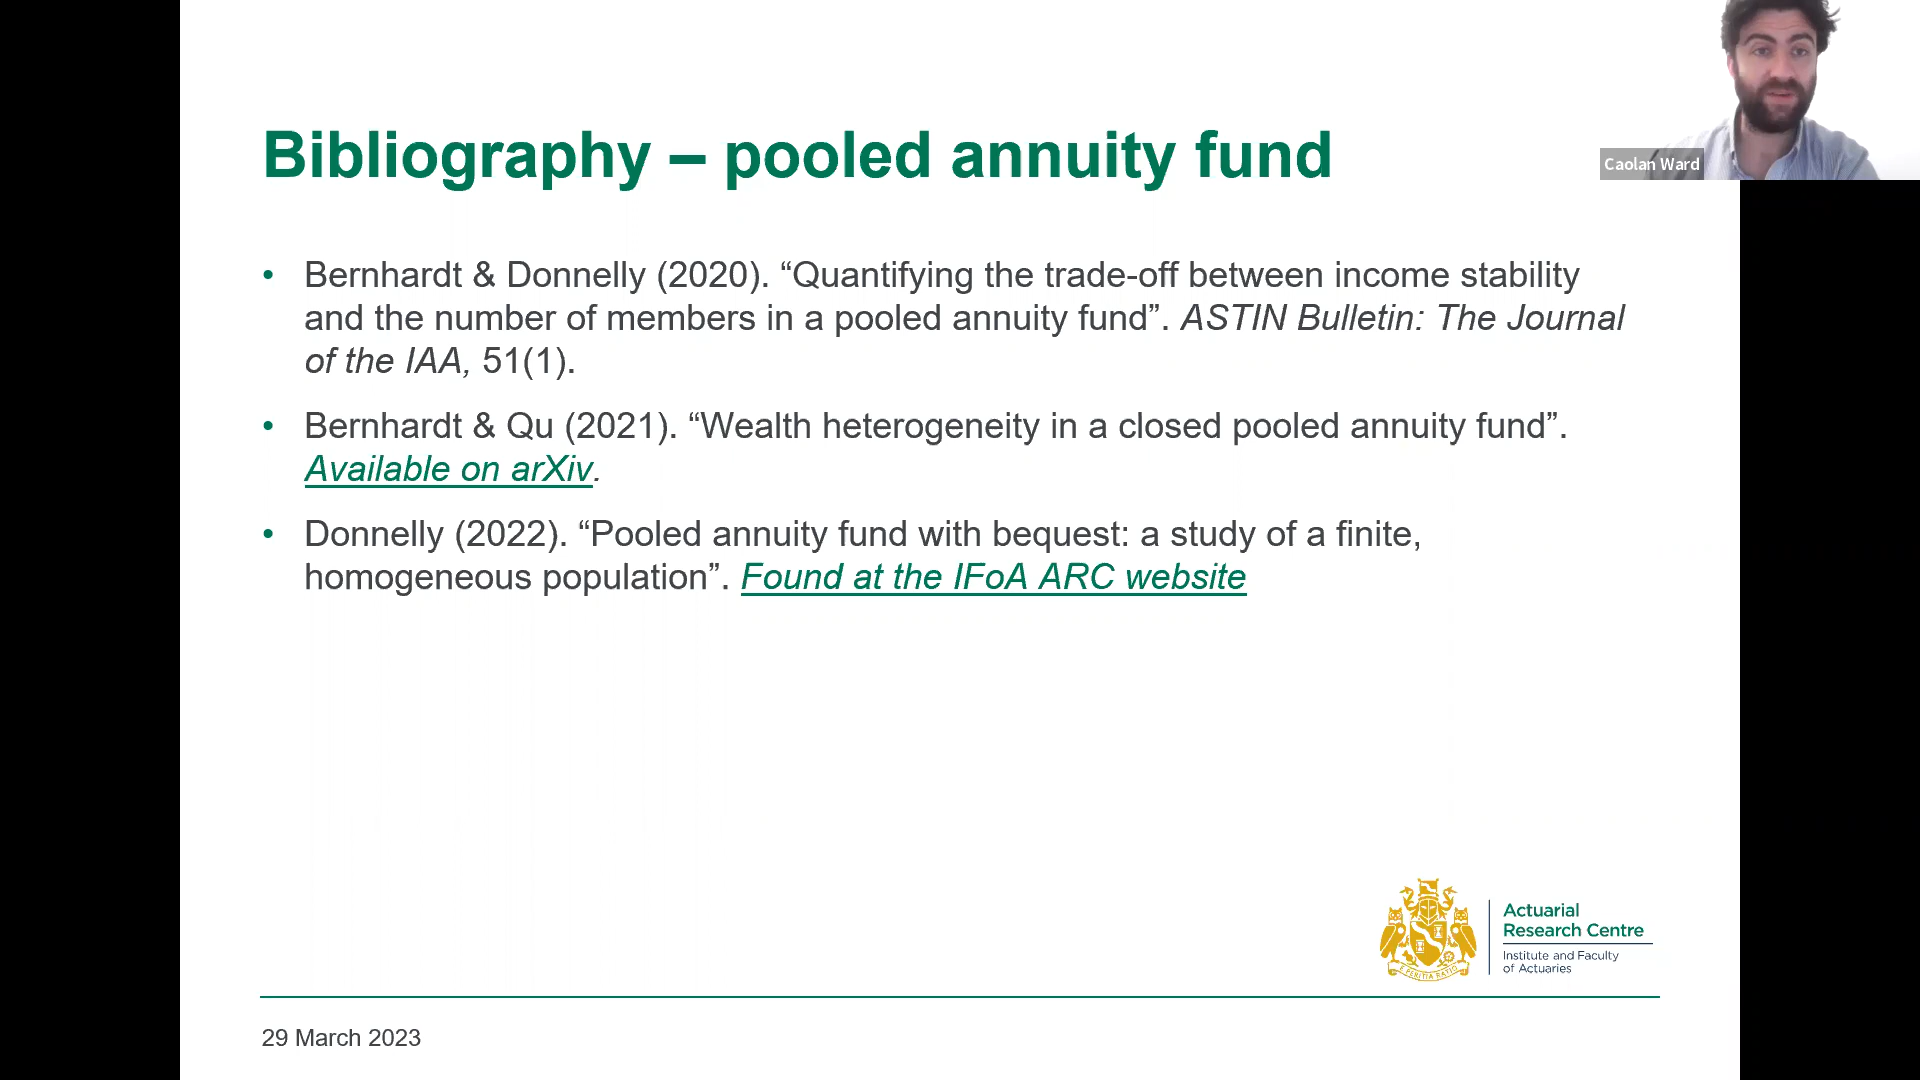 Bibliography – pooled annuity fund
Caolan Ward
• Bernhardt & Donnelly (2020). “Quantifying the trade-off between income stability
and the number of members in a pooled annuity fund”. ASTIN Bulletin: The Journal
of the IAA, 51(1).
• Bernhardt & Qu (2021). “Wealth heterogeneity in a closed pooled annuity fund”.
Available on arXiv.
• Donnelly (2022). “Pooled annuity fund with bequest: a study of a finite,
homogeneous population”. Found at the IFoA ARC website
Actuarial
Research Centre
Institute and Faculty
of Actuaries
E PERITIA RATIO
29 March 2023